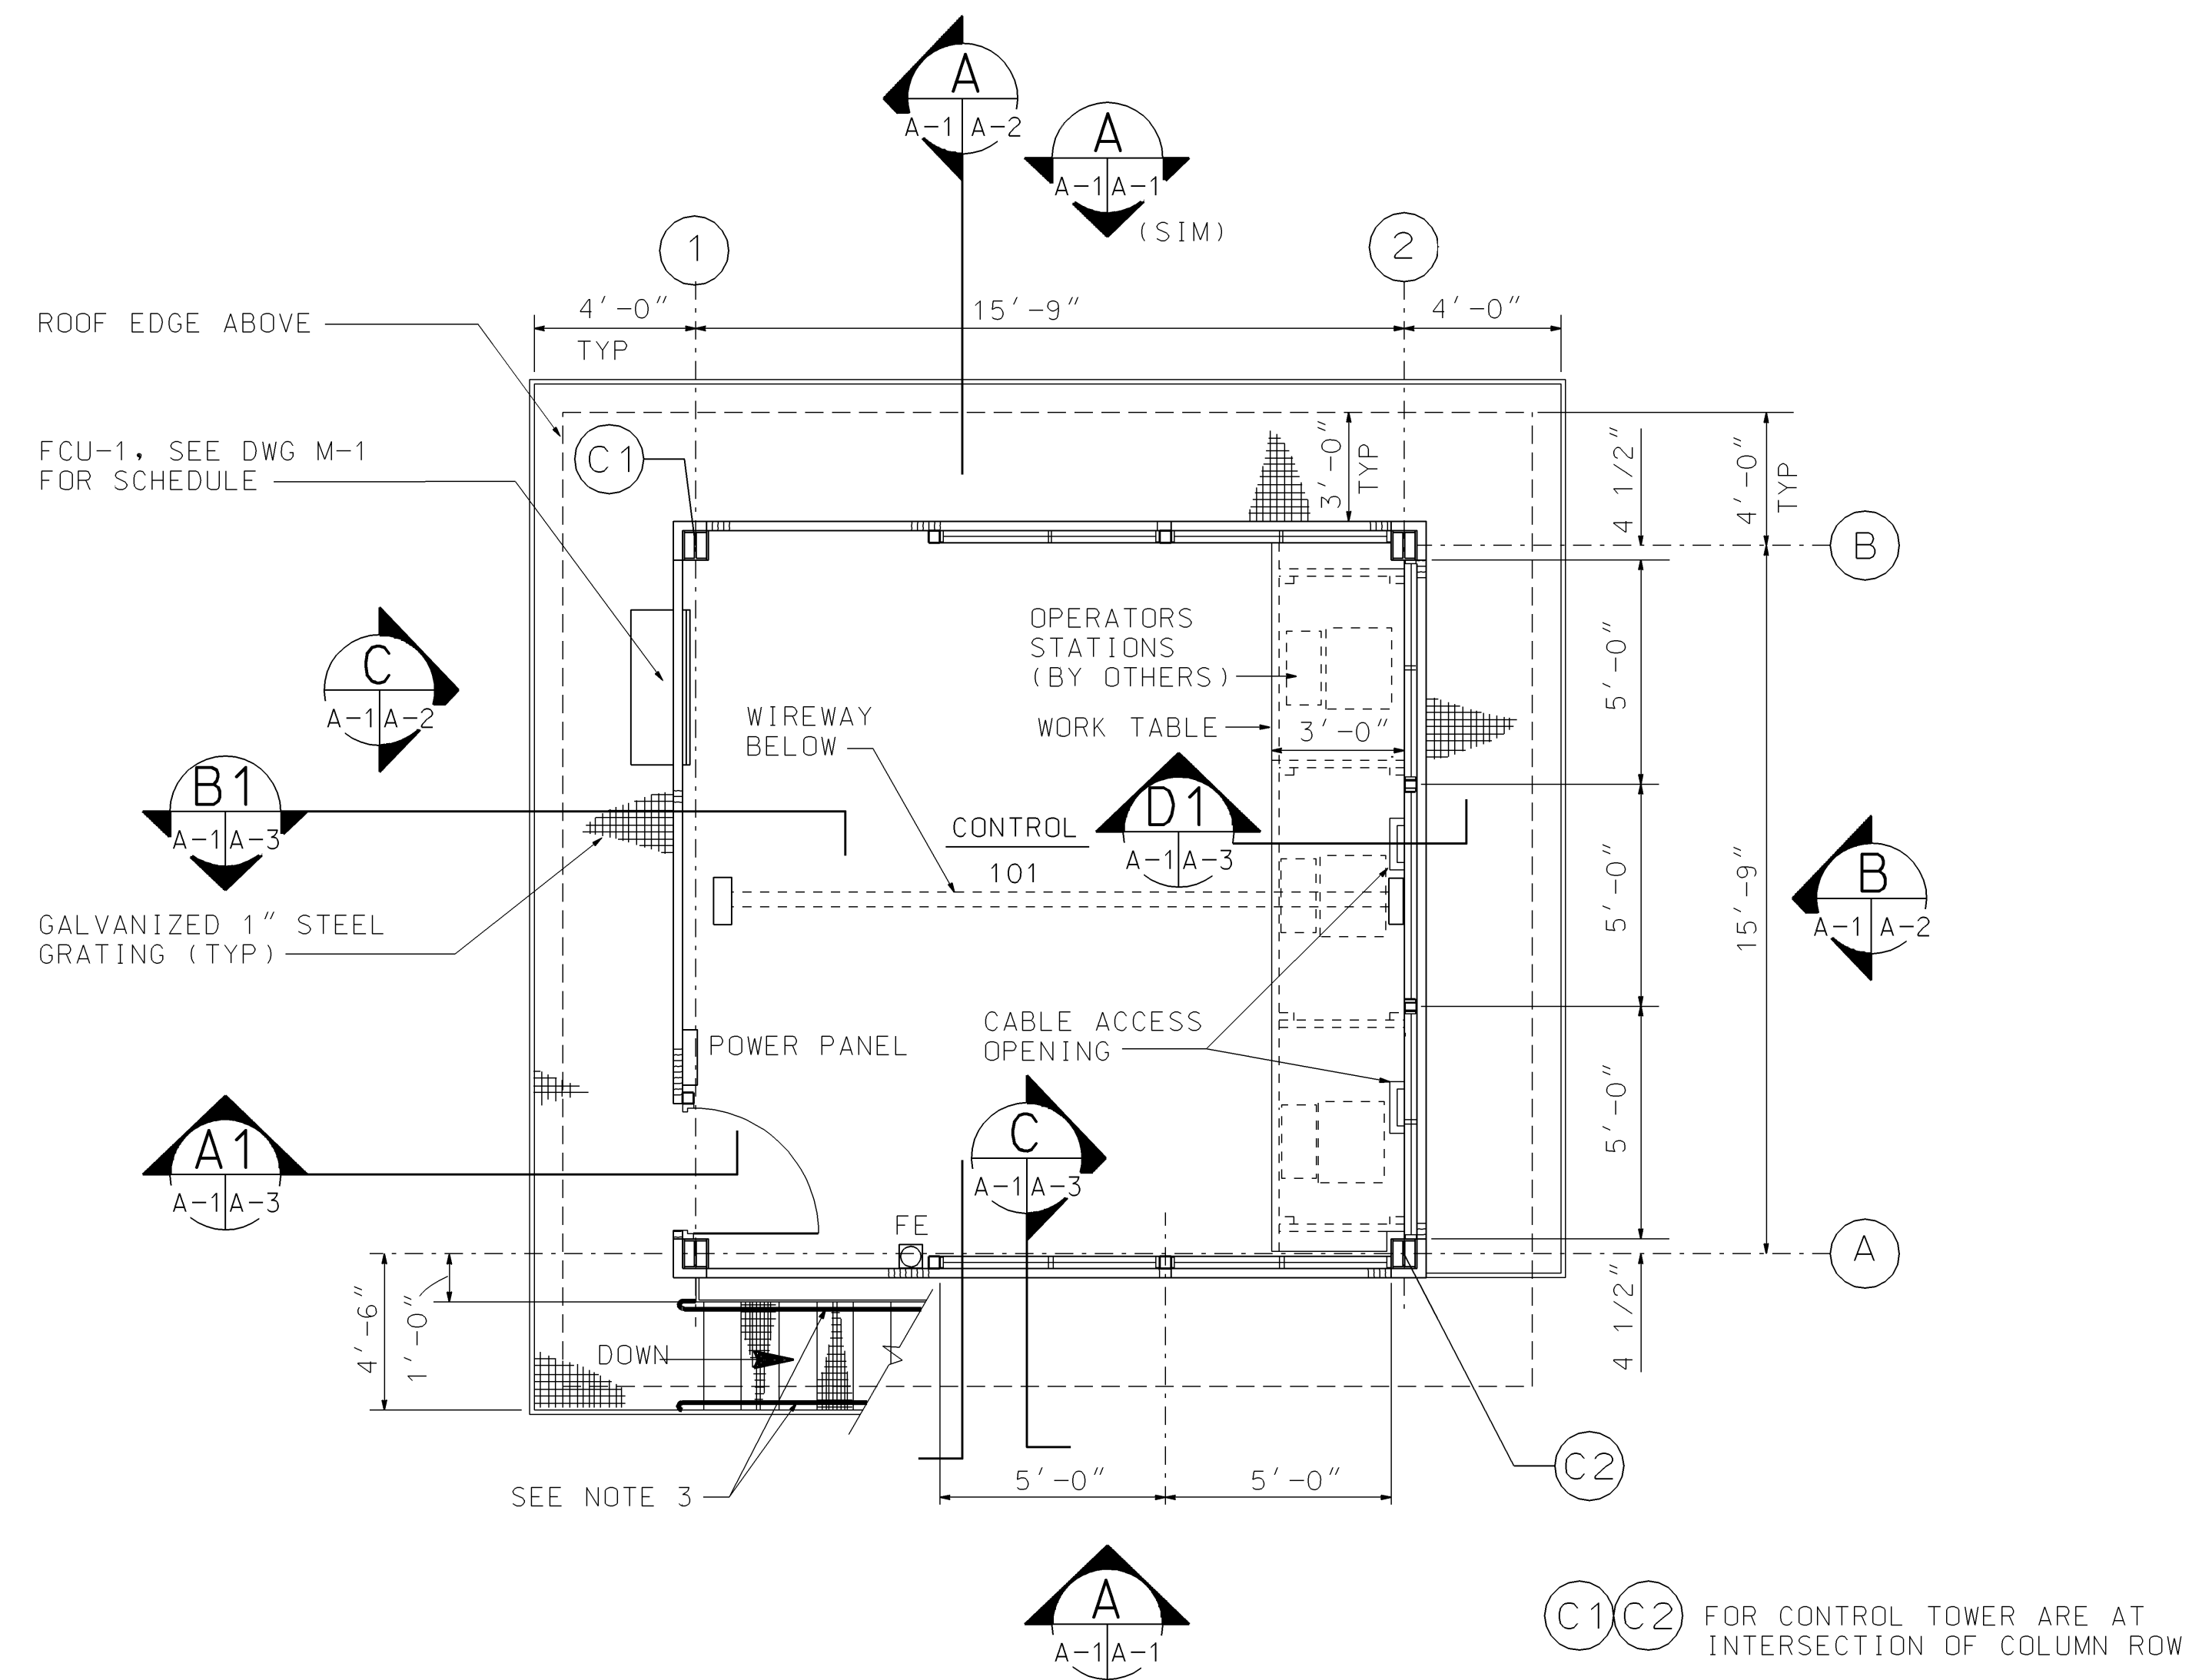 A
A-1 A-2
A
A-1 A-1
(SIM)
1
2
4'-0"
15'-9"
4'-0"
TYP
ROOF EDGE ABOVE
FCU-1, SEE DWG M-1
FOR SCHEDULE
C1
3'-0"
TYP
4 1/2"
4'-0"
TYP
B
OPERATORS
STATIONS
(BY OTHERS)
5'-0"
C
A-1 A-2
WIREWAY
BELOW
WORK TABLE
3'-0"
B1
A-1 A-3
CONTROL
101
D1
A-1 A-3
5'-0"
15'-9"
B
A-1 A-2
GALVANIZED 1" STEEL
GRATING (TYP)
CABLE ACCESS
OPENING
POWER PANEL
5'-0"
A1
A-1 A-3
C
A-1 A-3
FE
A
4'-6"
1'-0"
4 1/2"
DOWN
SEE NOTE 3
5'-0"
5'-0"
C2
A
A-1 A-1
C1 C2 FOR CONTROL TOWER ARE AT
INTERSECTION OF COLUMN ROW